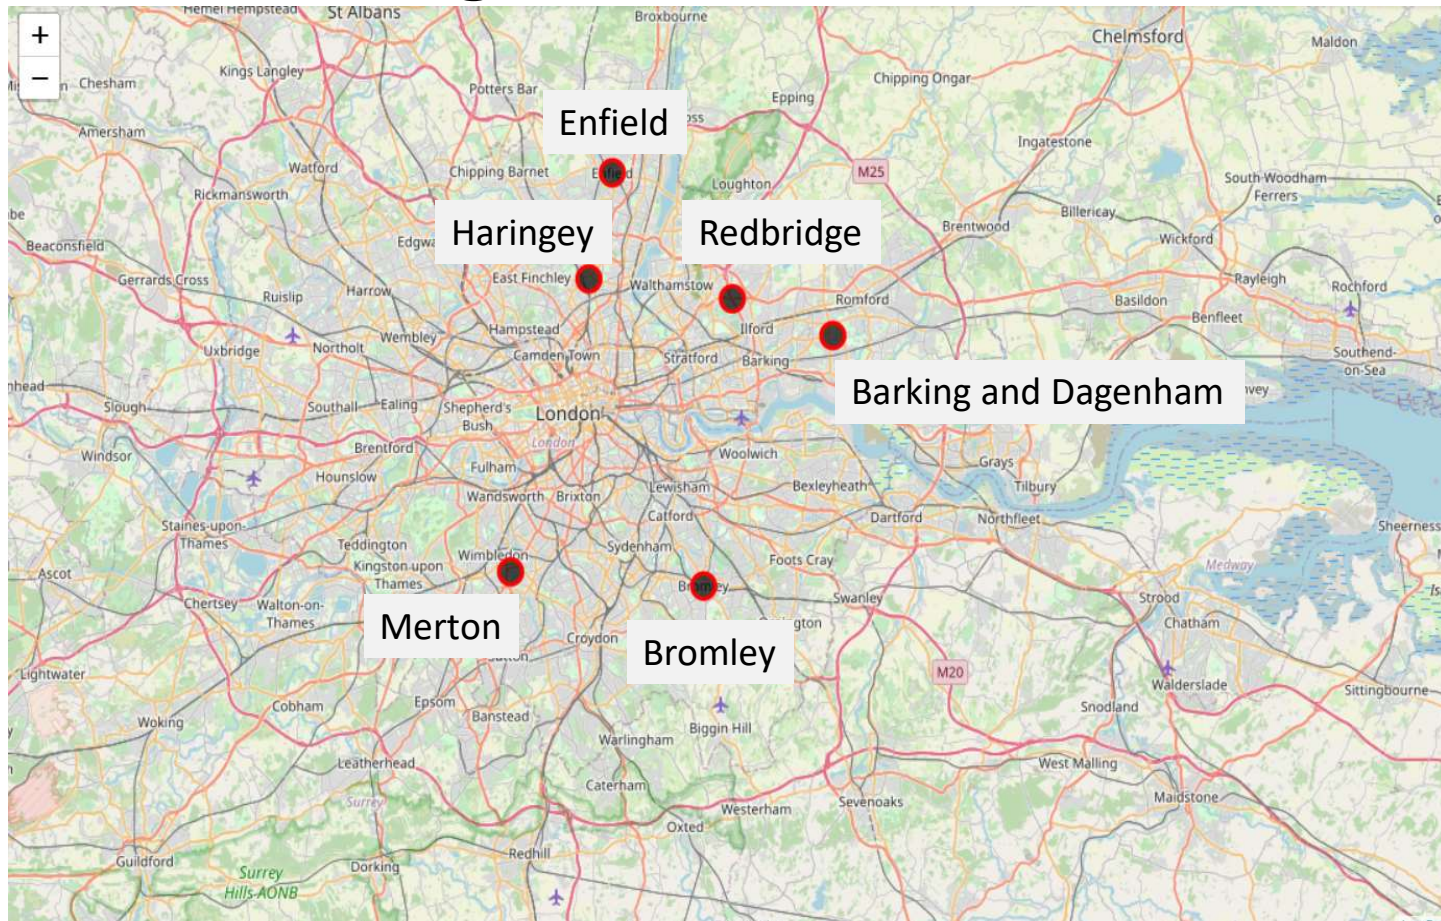 Hemel Hempstead
St Albans
Broxbourne
+
−
Chelmsford
Maldon
Kings Langley
Chesham
Potters Bar
Chipping Ongar
Epping
Enfield
Amersham
Ingatestone
Watford
Chipping Barnet
Enfield
Loughton
M25
South Woodham
Ferrers
Rickmansworth
Billericay
Haringey
Redbridge
Brentwood
Wickford
Beaconsfield
Gerrards Cross
East Finchley
Walthamstow
Rayleigh
Rochford
Ruislip
Harrow
Romford
Basildon
Benfleet
Hampstead
Ilford
Uxbridge
Northolt
Wembley
Camden Town
Stratford
Barking
Southend-
on-Sea
Barking and Dagenham
Slough
Southall
Ealing
Shepherd's
Bush
London
London
Windsor
Brentford
Woolwich
Grays
Hounslow
Fulham
Tilbury
Wandsworth
Brixton
Lewisham
Bexleyheath
Staines-upon-
Thames
Catford
Dartford
Northfleet
Sheerness
Teddington
Wimbledon
Sydenham
Foots Cray
Medway
Ascot
Kingston upon
Thames
Bromley
Swanley
Strood
Chertsey
Walton-on-
Thames
Merton
Croydon
Bromley
Chatham
Lightwater
M20
Walderslade
Sittingbourne
Cobham
Epsom
Banstead
Snodland
Woking
Biggin Hill
Warlingham
Leatherhead
West Malling
Caterham
Surrey
Westerham
Sevenoaks
Maidstone
Oxted
Guildford
Redhill
Dorking
Surrey
Hills AONB